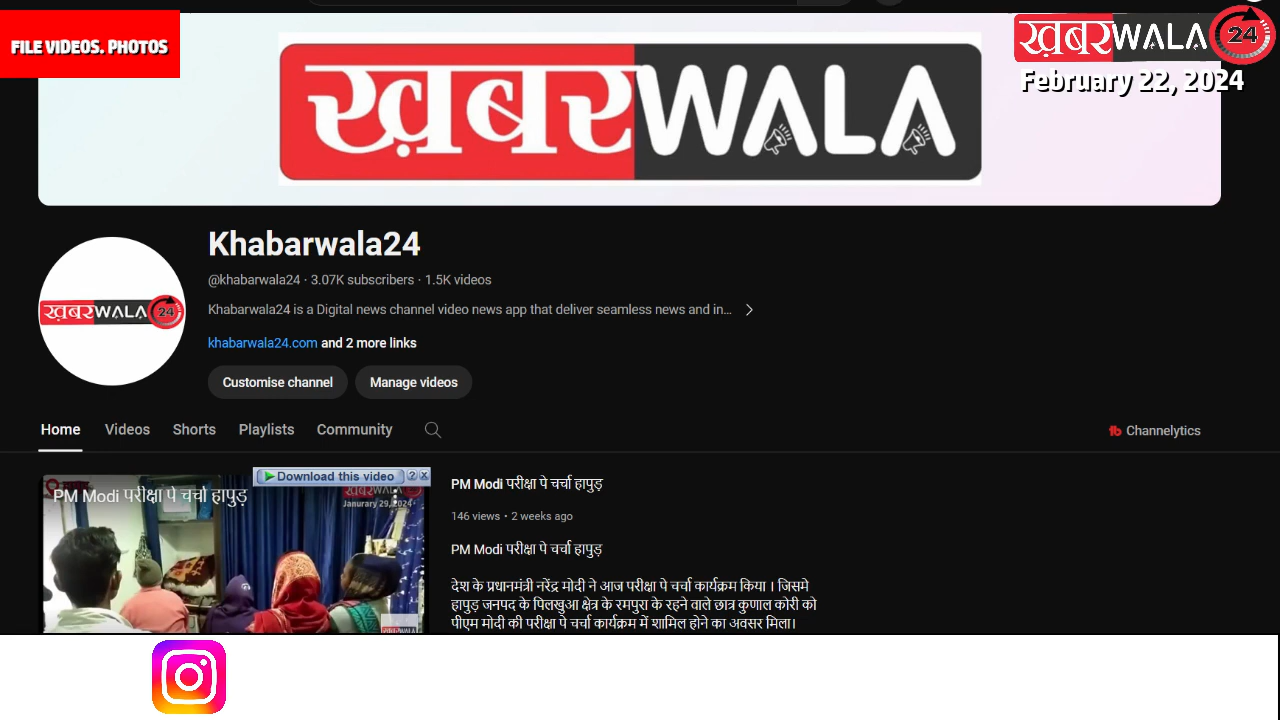 FILE VIDEOS. PHOTOS
ख़बरWALA 24
February 22, 2024
ख़बरWALA
Khabarwala24
@khabarwala24 · 3.07K subscribers · 1.5K videos
Khabarwala24 is a Digital news channel video news app that deliver seamless news and in...
khabarwala24.com and 2 more links
ख़बरWALA 24
Customise channel
Manage videos
Home
Videos
Shorts
Playlists
Community
Channelytics
Download this video ? X
PM Modi परीक्षा पे चर्चा हापुड़
ख़बरWALA
Janurary 29, 2024
PM Modi परीक्षा पे चर्चा हापुड़
146 views • 2 weeks ago
PM Modi परीक्षा पे चर्चा हापुड़
देश के प्रधानमंत्री नरेंद्र मोदी ने आज परीक्षा पे चर्चा कार्यक्रम किया । जिसमे
हापुड़ जनपद के पिलखुआ क्षेत्र के रमपुरा के रहने वाले छात्र कुणाल कोरी को
पीएम मोदी की परीक्षा पे चर्चा कार्यक्रम में शामिल होने का अवसर मिला।